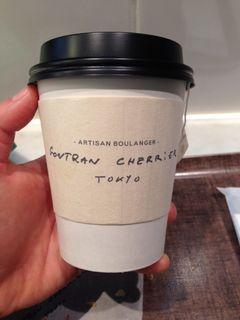 - ARTISAN BOULANGER -
GONTRAN CHERRiER
TOKYO